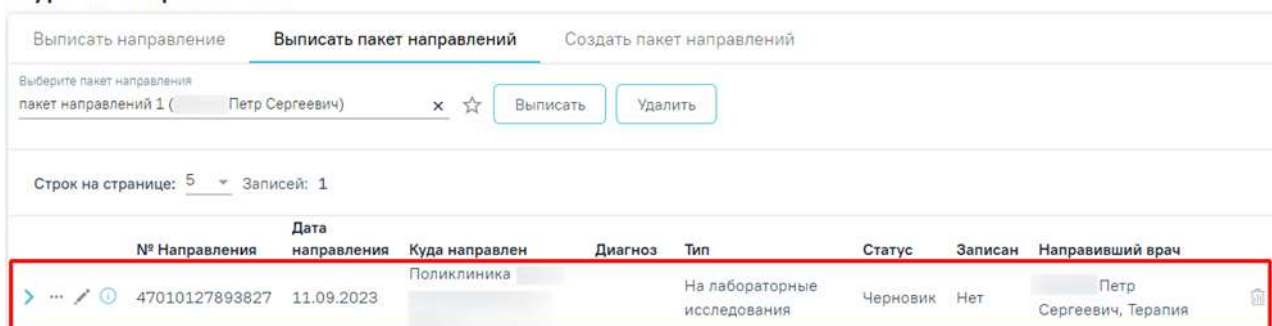 Выписать направление Выписать пакет направлений Создать пакет направлений
Выберите пакет направления
пакет направлений 1 ( Петр Сергеевич) × Выписать Удалить
Строк на странице: 5 Записей: 1
Дата
№ Направления направления Куда направлен Диагноз Тип Статус Записан Направивший врач
Поликлиника
На лабораторные Петр
47010127893827 11.09.2023 Черновик Нет
исследования Сергеевич, Терапия